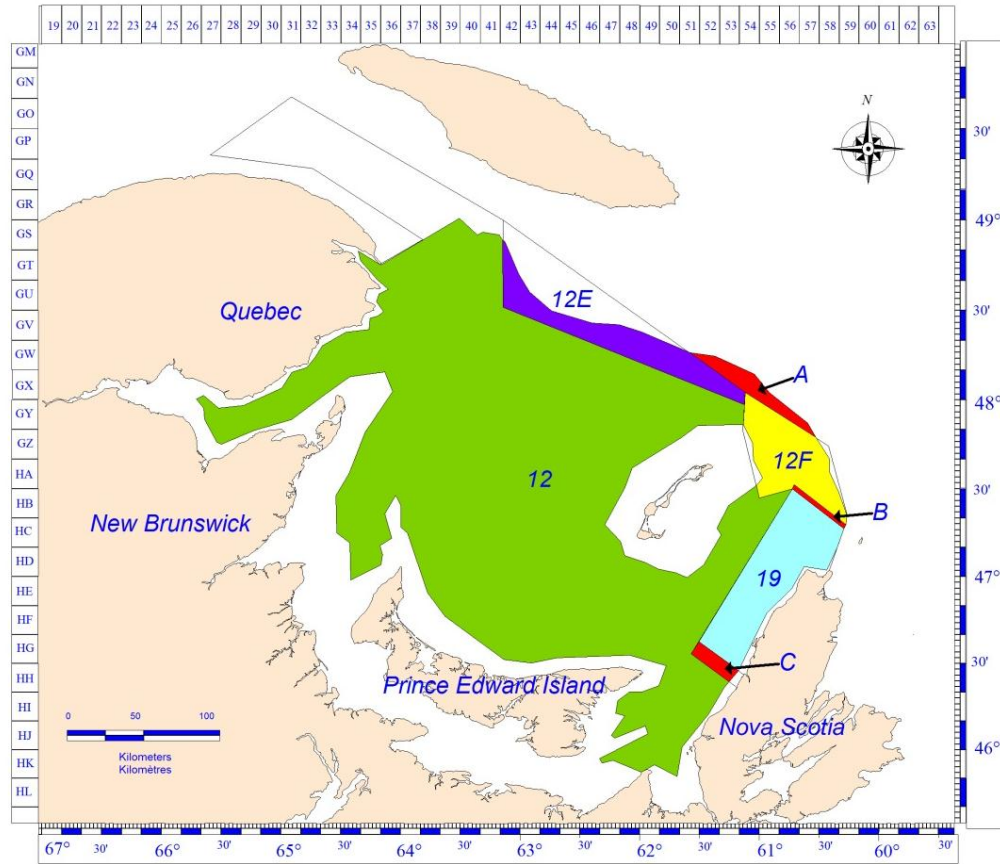 19 20 21 22 23 24 25 26 27 28 29 30 31 32 33 34 35 36 37 38 39 40 41 42 43 44 45 46 47 48 49 50 51 52 53 54 55 56 57 58 59 60 61 62 63
GM
GN
N
GO
30'
GP
GQ
GR
49°
GS
GT
GU
12E
Quebec
30'
GV
GW
A
GX
48°
GY
GZ
12F
HA
12
30'
HB
B
New Brunswick
HC
HD
47°
19
HE
HF
HG
C
30'
HH
Prince Edward Island
HI
0 50 100
Nova Scotia
HJ
46°
Kilometers
Kilomètres
HK
HL
67° 30' 66° 30' 65° 30' 64° 30' 63° 30' 62° 30' 61° 30' 60° 30'